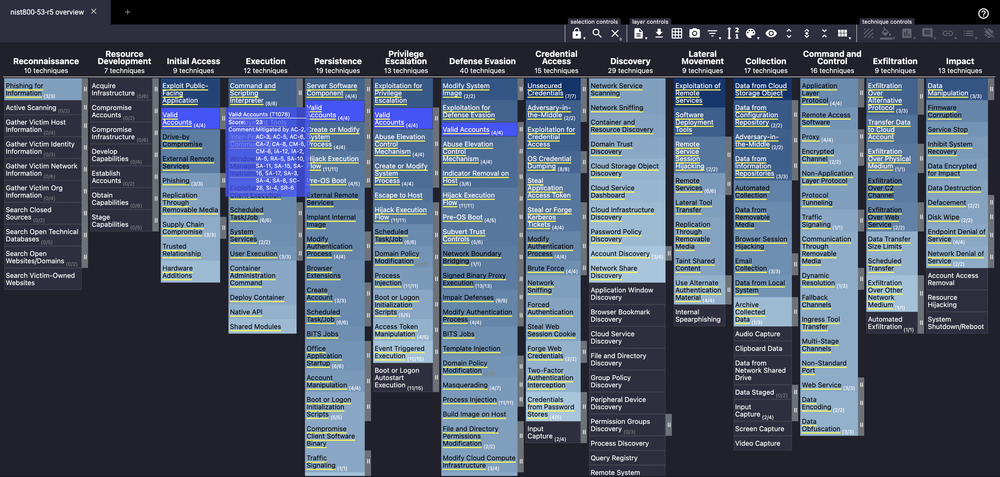 nist800-53-r5 overview
selection controls
layer controls
technique controls
0
2
1
Reconnaissance
10 techniques
Phishing for
Information (3/3)
Active Scanning (0/2)
Gather Victim Host
Information (0/4)
Gather Victim Identity
Information (0/3)
Gather Victim Network
Information (0/6)
Gather Victim Org
Information (0/4)
Search Closed
Sources (0/2)
Search Open Technical
Databases (0/5)
Search Open
Websites/Domains (0/2)
Search Victim-Owned
Websites
Resource
Development
7 techniques
Acquire
Infrastructure (0/6)
Compromise
Accounts (0/2)
Compromise
Infrastructure (0/6)
Develop
Capabilities (0/4)
Establish
Accounts (0/2)
Obtain
Capabilities (0/6)
Stage
Capabilities (0/5)
Initial Access
9 techniques
Exploit Public-
Facing
Application
Valid
Accounts (4/4)
Drive-by
Compromise
External Remote
Services
Phishing (3/3)
Replication
Through
Removable Media
Supply Chain
Compromise (3/3)
Trusted
Relationship
Hardware
Additions
Execution
12 techniques
Command and
Scripting
Interpreter (8/8)
Valid Accounts (T1078)
Score: 23
Comment: Mitigated by AC-2,
AC-3, AC-5, AC-6,
CA-7, CA-8, CM-5,
CM-6, IA-12, IA-2,
IA-5, RA-5, SA-10,
SA-11, SA-15, SA-
16, SA-17, SA-3,
SA-4, SA-8, SC-
28, SI-4, SR-6
Client Execution
Scheduled
Task/Job (6/6)
System
Services (2/2)
User Execution (3/3)
Container
Administration
Command
Deploy Container
Native API
Shared Modules
Persistence
19 techniques
Server Software
Component (4/4)
Valid
Accounts (4/4)
Create or Modify
System
Process (4/4)
Hijack Execution
Flow (11/11)
Pre-OS Boot (4/5)
External Remote
Services
Implant Internal
Image
Modify
Authentication
Process (4/4)
Browser
Extensions
Create
Account (3/3)
Scheduled
Task/Job (6/6)
BITS Jobs
Office
Application
Startup (6/6)
Account
Manipulation (4/4)
Boot or Logon
Initialization
Scripts (5/5)
Compromise
Client Software
Binary
Traffic
Signaling (1/1)
Privilege
Escalation
13 techniques
Exploitation for
Privilege
Escalation
Valid
Accounts (4/4)
Abuse Elevation
Control
Mechanism (4/4)
Create or Modify
System
Process (4/4)
Escape to Host
Hijack Execution
Flow (11/11)
Scheduled
Task/Job (6/6)
Domain Policy
Modification (0/2)
Process
Injection (11/11)
Boot or Logon
Initialization
Scripts (5/5)
Access Token
Manipulation (4/5)
Event Triggered
Execution (10/15)
Boot or Logon
Autostart
Execution (11/15)
Defense Evasion
40 techniques
Modify System
Image (2/2)
Exploitation for
Defense Evasion
Valid Accounts (4/4)
Abuse Elevation
Control
Mechanism (4/4)
Indicator Removal on
Host (3/6)
Hijack Execution
Flow (11/11)
Pre-OS Boot (4/5)
Subvert Trust
Controls (5/6)
Network Boundary
Bridging (1/1)
Signed Binary Proxy
Execution (13/13)
Impair Defenses (9/9)
Modify Authentication
Process (4/4)
BITS Jobs
Template Injection
Domain Policy
Modification (0/2)
Masquerading (4/7)
Process Injection (11/11)
Build Image on Host
File and Directory
Permissions
Modification (2/2)
Modify Cloud Compute
Infrastructure (3/4)
Credential
Access
15 techniques
Unsecured
Credentials (7/7)
Adversary-in-
the-Middle (2/2)
Exploitation for
Credential
Access
OS Credential
Dumping (8/8)
Steal
Application
Access Token
Steal or Forge
Kerberos
Tickets (4/4)
Modify
Authentication
Process (4/4)
Brute Force (4/4)
Network
Sniffing
Forced
Authentication
Steal Web
Session Cookie
Forge Web
Credentials (2/2)
Two-Factor
Authentication
Interception
Credentials
from Password
Stores (4/5)
Input
Capture (2/4)
Discovery
29 techniques
Network Service
Scanning
Network Sniffing
Container and
Resource Discovery
Domain Trust
Discovery
Cloud Storage Object
Discovery
Cloud Service
Dashboard
Cloud Infrastructure
Discovery
Password Policy
Discovery
Account Discovery (3/4)
Network Share
Discovery
Application Window
Discovery
Browser Bookmark
Discovery
Cloud Service
Discovery
File and Directory
Discovery
Group Policy
Discovery
Peripheral Device
Discovery
Permission Groups
Discovery (0/3)
Process Discovery
Query Registry
Remote System
Lateral
Movement
9 techniques
Exploitation of
Remote
Services
Software
Deployment
Tools
Remote
Service
Session
Hijacking (2/2)
Remote
Services (6/6)
Lateral Tool
Transfer
Replication
Through
Removable
Media
Taint Shared
Content
Use Alternate
Authentication
Material (4/4)
Internal
Spearphishing
Collection
17 techniques
Data from Cloud
Storage Object
Data from
Configuration
Repository (2/2)
Adversary-in-
the-Middle (2/2)
Data from
Information
Repositories (3/3)
Automated
Collection
Data from
Removable
Media
Browser Session
Hijacking
Email
Collection (3/3)
Data from Local
System
Archive
Collected
Data (1/3)
Audio Capture
Clipboard Data
Data from
Network Shared
Drive
Data Staged (0/2)
Input
Capture (2/4)
Screen Capture
Video Capture
Command and
Control
16 techniques
Application
Layer
Protocol (4/4)
Remote Access
Software
Proxy (4/4)
Encrypted
Channel (2/2)
Non-Application
Layer Protocol
Protocol
Tunneling
Traffic
Signaling (1/1)
Communication
Through
Removable
Media
Dynamic
Resolution (1/3)
Fallback
Channels
Ingress Tool
Transfer
Multi-Stage
Channels
Non-Standard
Port
Web Service (3/3)
Data
Encoding (2/2)
Data
Obfuscation (3/3)
Exfiltration
9 techniques
Exfiltration
Over
Alternative
Protocol (3/3)
Transfer Data
to Cloud
Account
Exfiltration
Over Physical
Medium (1/1)
Exfiltration
Over C2
Channel
Exfiltration
Over Web
Service (2/2)
Data Transfer
Size Limits
Scheduled
Transfer
Exfiltration
Over Other
Network
Medium (1/1)
Automated
Exfiltration (1/1)
Impact
13 techniques
Data
Manipulation (3/3)
Firmware
Corruption
Service Stop
Inhibit System
Recovery
Data Encrypted
for Impact
Data Destruction
Defacement (2/2)
Disk Wipe (2/2)
Endpoint Denial of
Service (4/4)
Network Denial of
Service (2/2)
Account Access
Removal
Resource
Hijacking
System
Shutdown/Reboot